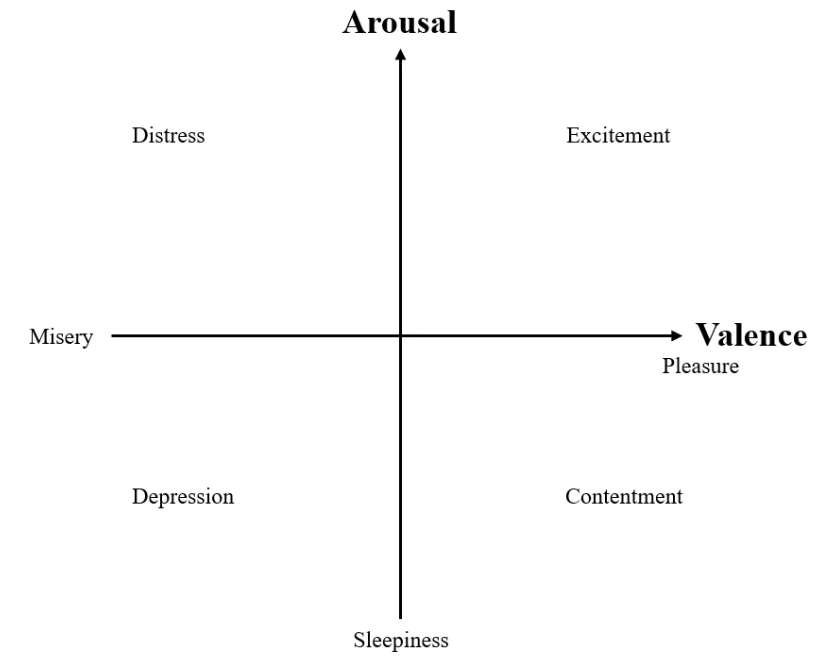 Arousal
Distress
Excitement
Misery
Valence
Pleasure
Depression
Contentment
Sleepiness